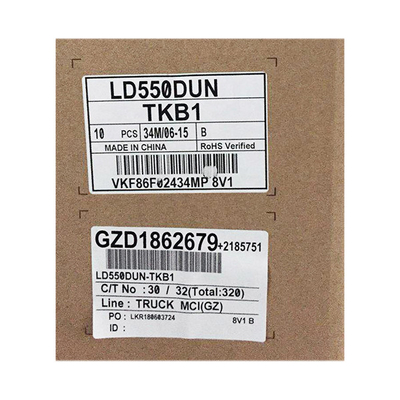 LD550DUN
TKB1
10 PCS 34M/06-15 B
MADE IN CHINA RoHS Verified
VKF86F02434MP 8V1
GZD1862679+2185751
LD550DUN-TKB1
C/T No : 30 / 32(Total:320)
Line : TRUCK MCI(GZ)
PO : LKR180603724
8V1 B
ID :